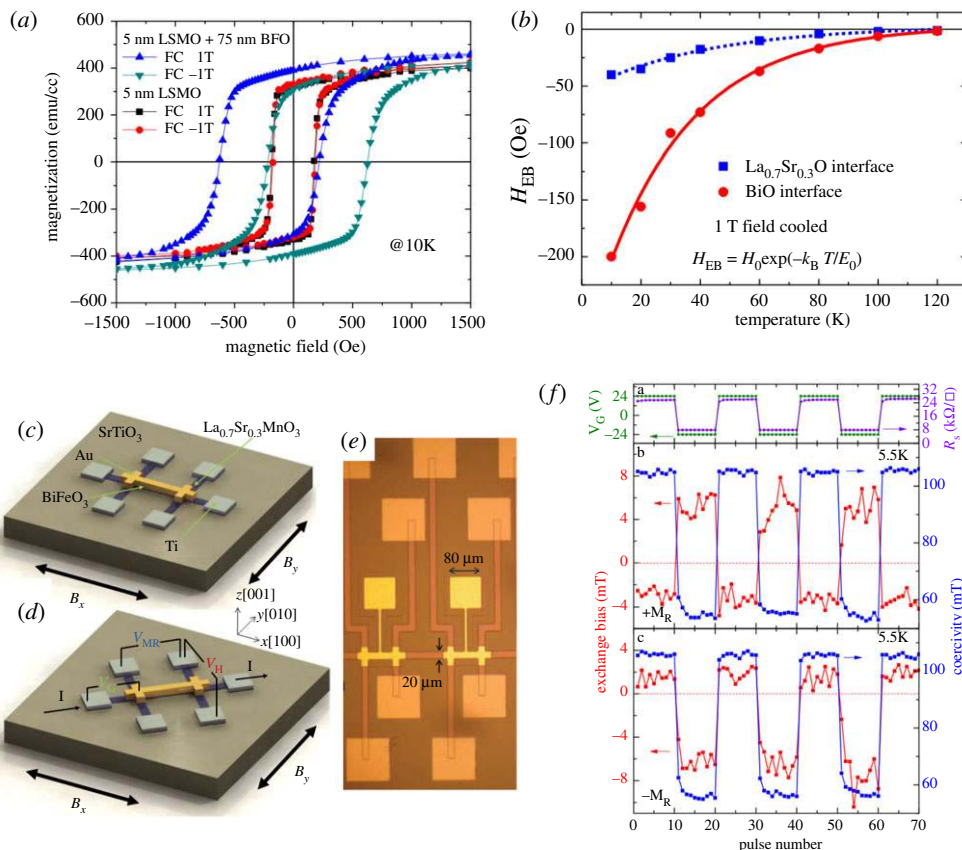 (a)
5 nm LSMO + 75 nm BFO
FC 1T
FC –1T
5 nm LSMO
FC 1T
FC –1T
@10K
magnetization (emu/cc)
600
400
200
0
–200
–400
–600
–1500 –1000 –500 0 500 1000 1500
magnetic field (Oe)
(b)
H_EB (Oe)
0
–50
–100
–150
–200
La0.7Sr0.3O interface
BiO interface
1 T field cooled
H_EB = H_0exp(–k_B T/E_0)
0 20 40 60 80 100 120
temperature (K)
(c)
SrTiO3
La0.7Sr0.3MnO3
Au
BiFeO3
Ti
B_x
B_y
(d)
z[001]
y[010]
x[100]
V_MR
V_H
I
I
B_x
B_y
(e)
80 µm
20 µm
(f)
a
V_G (V)
24
0
–24
32
24
16
8
0
R_s (kΩ/□)
b
5.5K
8
4
0
–4
+M_R
100
80
60
exchange bias (mT)
coercivity (mT)
c
5.5K
4
0
–4
–8
–M_R
100
80
60
0 10 20 30 40 50 60 70
pulse number